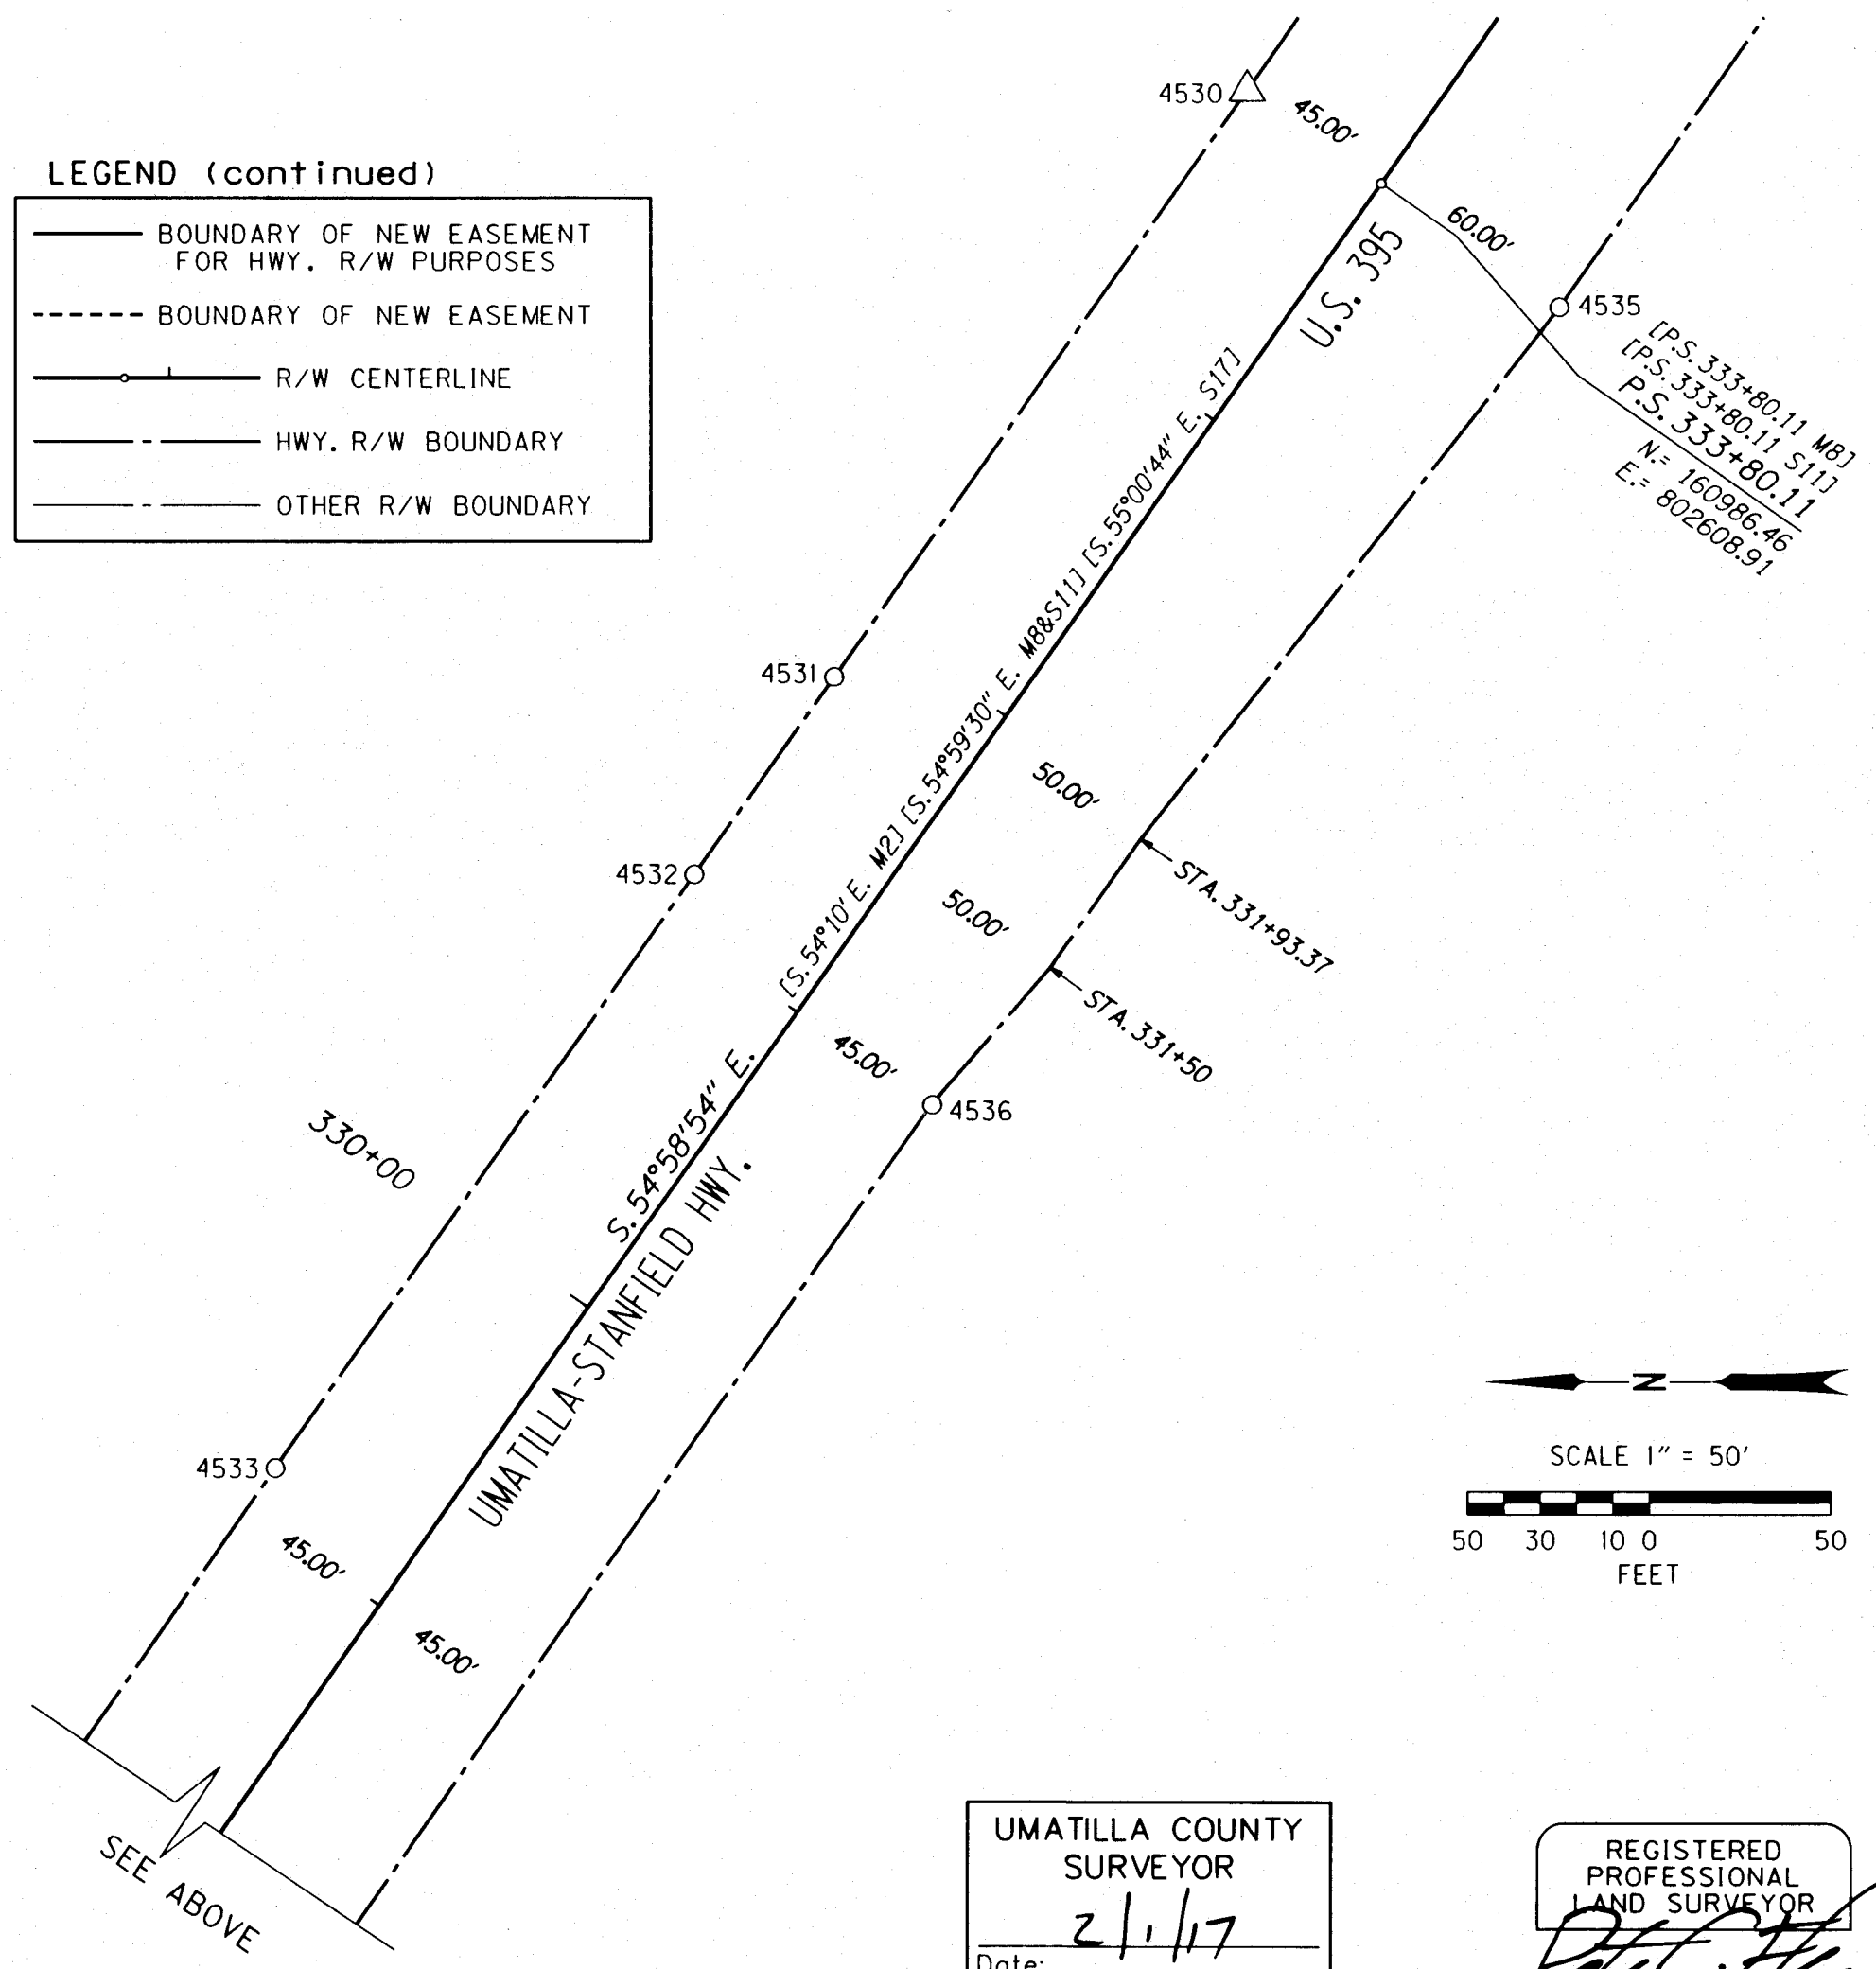 4530
45.00'
LEGEND (continued)
BOUNDARY OF NEW EASEMENT
FOR HWY. R/W PURPOSES
BOUNDARY OF NEW EASEMENT
R/W CENTERLINE
HWY. R/W BOUNDARY
OTHER R/W BOUNDARY
60.00'
U.S. 395
4535
[P.S. 333+80.11 M8]
[P.S. 333+80.11 S11]
P.S. 333+80.11
N.= 160986.46
E.= 802608.91
[S. 54°10' E. M2] [S. 54°59'30" E. M8&S11] [S. 55°00'44" E. S17]
4531
50.00'
4532
50.00'
STA. 331+93.37
STA. 331+50
45.00'
4536
330+00
S. 54°58'54" E.
UMATILLA-STANFIELD HWY.
4533
45.00'
45.00'
N
SCALE 1" = 50'
50 30 10 0 50
FEET
SEE ABOVE
UMATILLA COUNTY
SURVEYOR
2/1/17
Date:
REGISTERED
PROFESSIONAL
LAND SURVEYOR